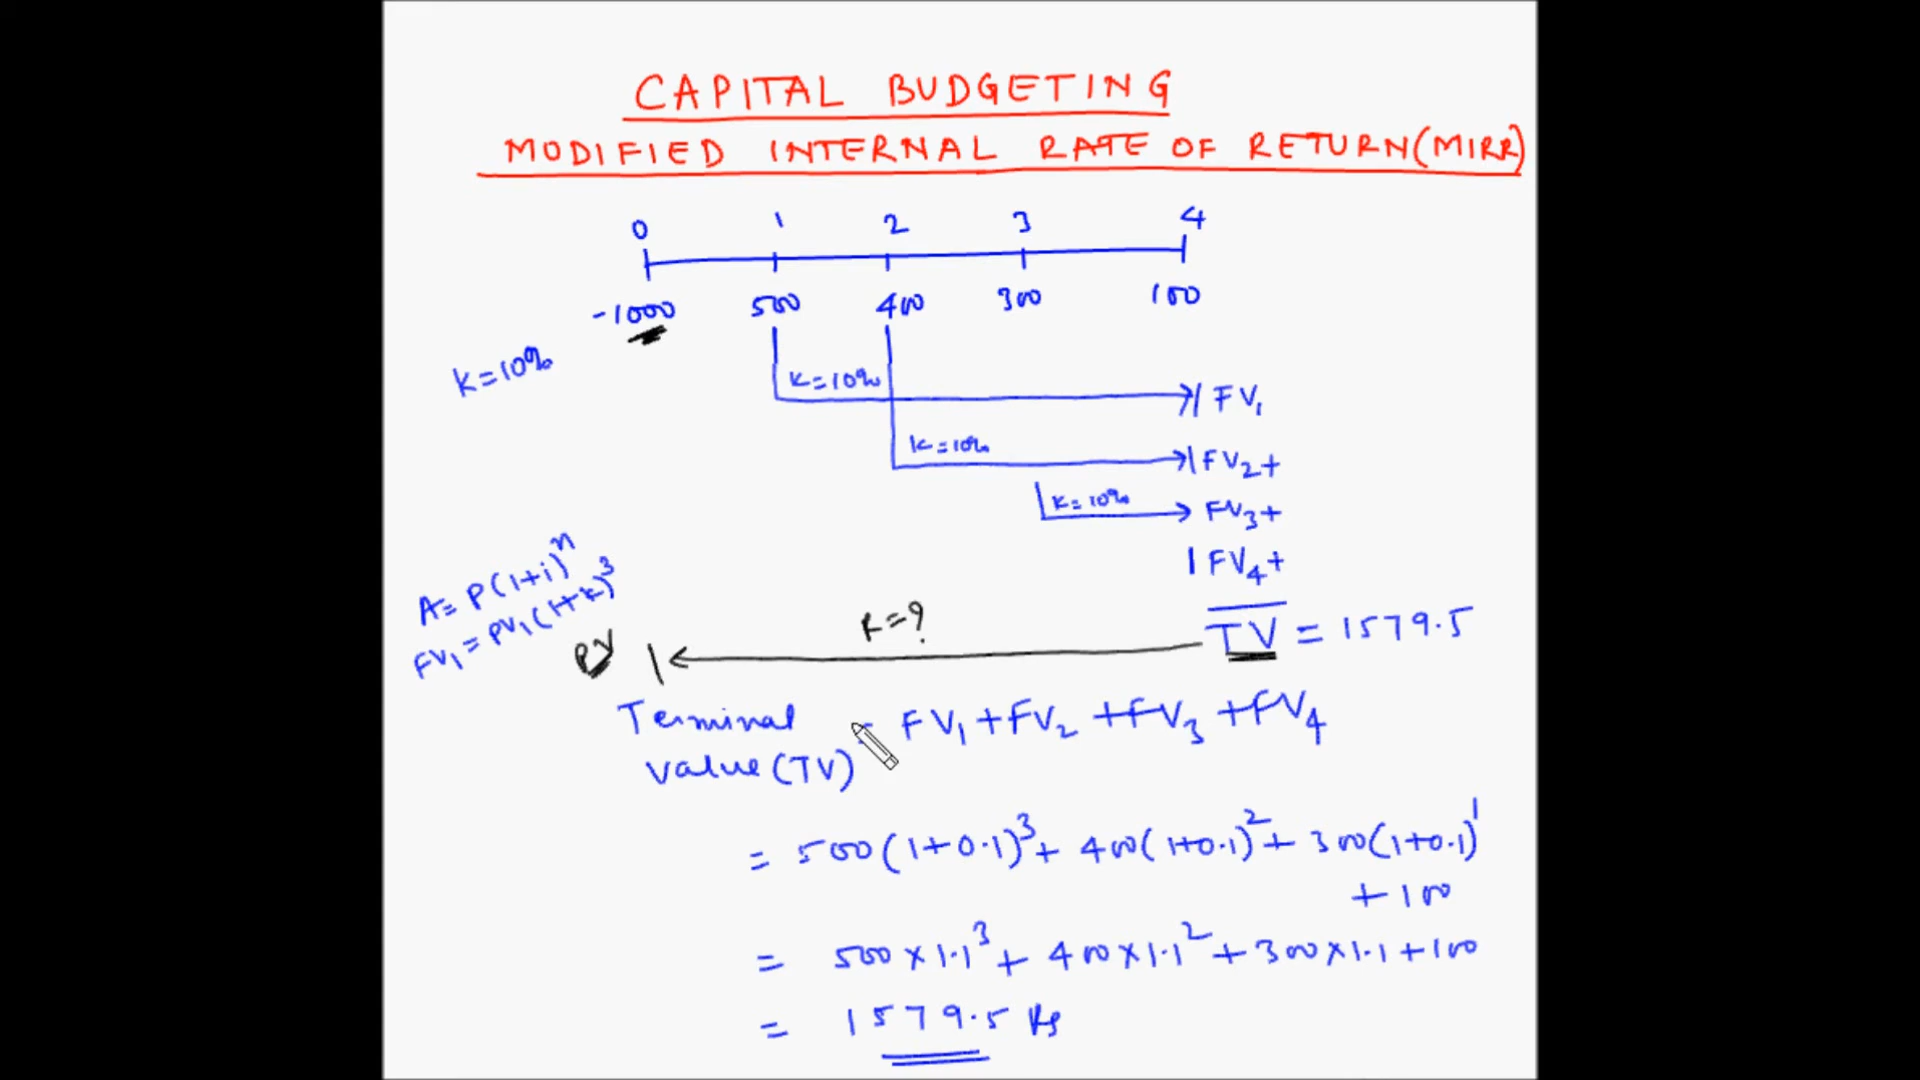 CAPITAL BUDGETING
MODIFIED INTERNAL RATE OF RETURN(MIRR)
0 1 2 3 4
-1000 500 400 300 100
K=10%
K=10% FV1
K=10% FV2+
K=10% FV3+
FV4+
A=P(1+i)^n
FV1=PV1(1+K)^3
TV = 1579.5
PV K=?
Terminal value(TV) = FV1+FV2+FV3+FV4
= 500(1+0.1)^3+ 400(1+0.1)^2+ 300(1+0.1)^1
+100
= 500×1.1^3+ 400×1.1^2+300×1.1+100
= 1579.5 Rs